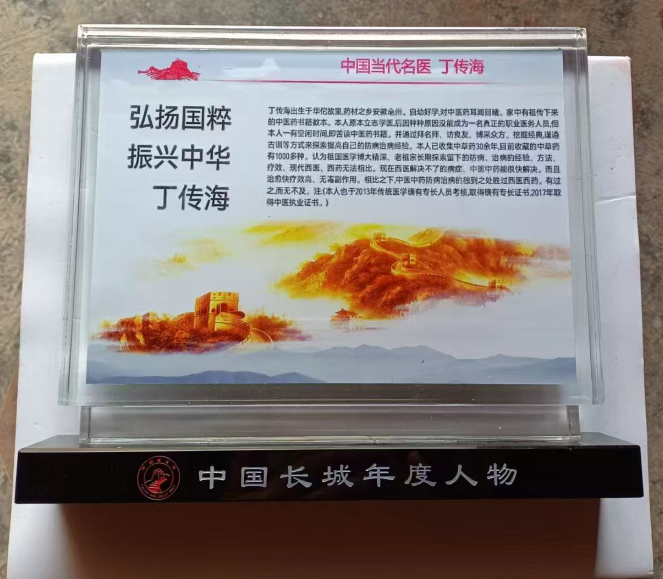 中国当代名医 丁传海
弘扬国粹
振兴中华
丁传海
丁传海出生于华佗故里,药材之乡安徽亳州。自幼好学,对中医药耳闻目睹。家中有祖传下来
的中医药书籍数本。本人原本立志学医,后因种种原因没能成为一名真正的职业医务人员,但
本人一有空闲时间,即苦读中医药书籍。并通过拜名师、访良友、博采众方、挖掘经典,谨遵
古训等方式来探索提高自己的防病治病经验。本人已收集中草药30余年,目前收藏的中草药
有1000多种。认为祖国医学博大精深、老祖宗长期探索留下的防病、治病的经验、方法、
疗效、现代西医、西药无法相比。现在西医解决不了的病症、中医中药能很快解决。而且
治愈快疗效高、无毒副作用。相比之下,中医中药防病治病的独到之处胜过西医西药。有过
之,而无不及。注:(本人也于2013年传统医学确有专长人员考核,取得确有专长证书,2017年取
得中医执业证书。)
中国长城年度人物